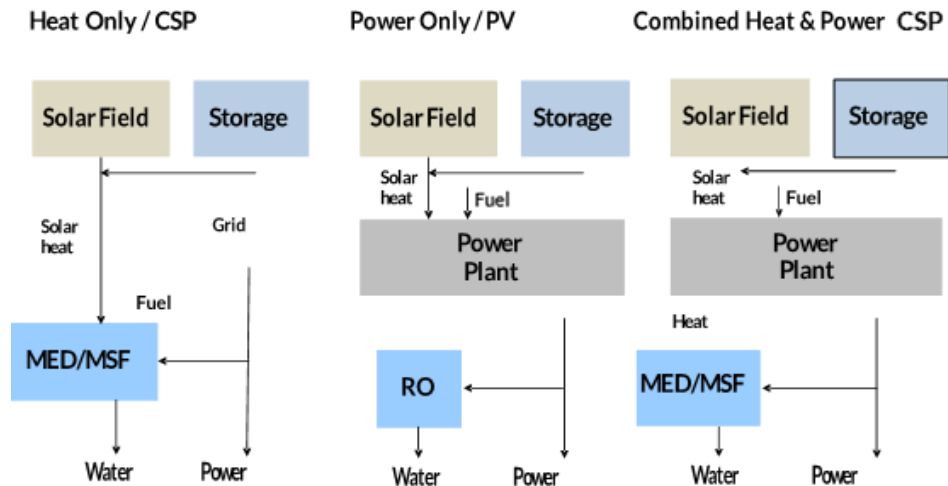 Heat Only / CSP
Solar Field
Storage
Solar
heat
Grid
Fuel
MED/MSF
Water
Power
Power Only / PV
Solar Field
Storage
Solar
heat
Fuel
Power
Plant
RO
Water
Power
Combined Heat & Power CSP
Solar Field
Storage
Solar
heat
Fuel
Power
Plant
Heat
MED/MSF
Water
Power